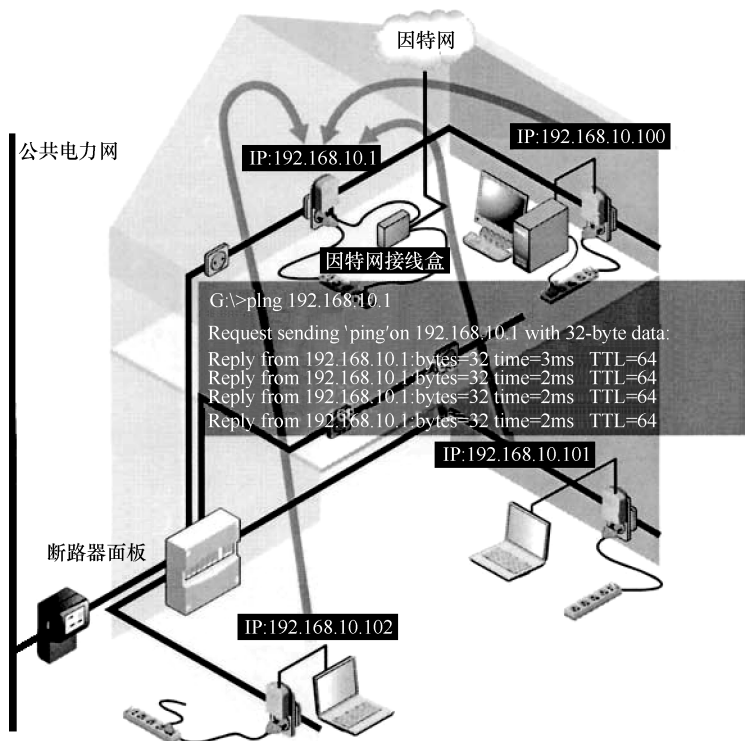 因特网
公共电力网
IP:192.168.10.100
IP:192.168.10.1
因特网接线盒
G:\>plng 192.168.10.1
Request sending 'ping'on 192.168.10.1 with 32-byte data:
Reply from 192.168.10.1:bytes=32 time=3ms TTL=64
Reply from 192.168.10.1:bytes=32 time=2ms TTL=64
Reply from 192.168.10.1:bytes=32 time=2ms TTL=64
Reply from 192.168.10.1:bytes=32 time=2ms TTL=64
IP:192.168.10.101
断路器面板
IP:192.168.10.102